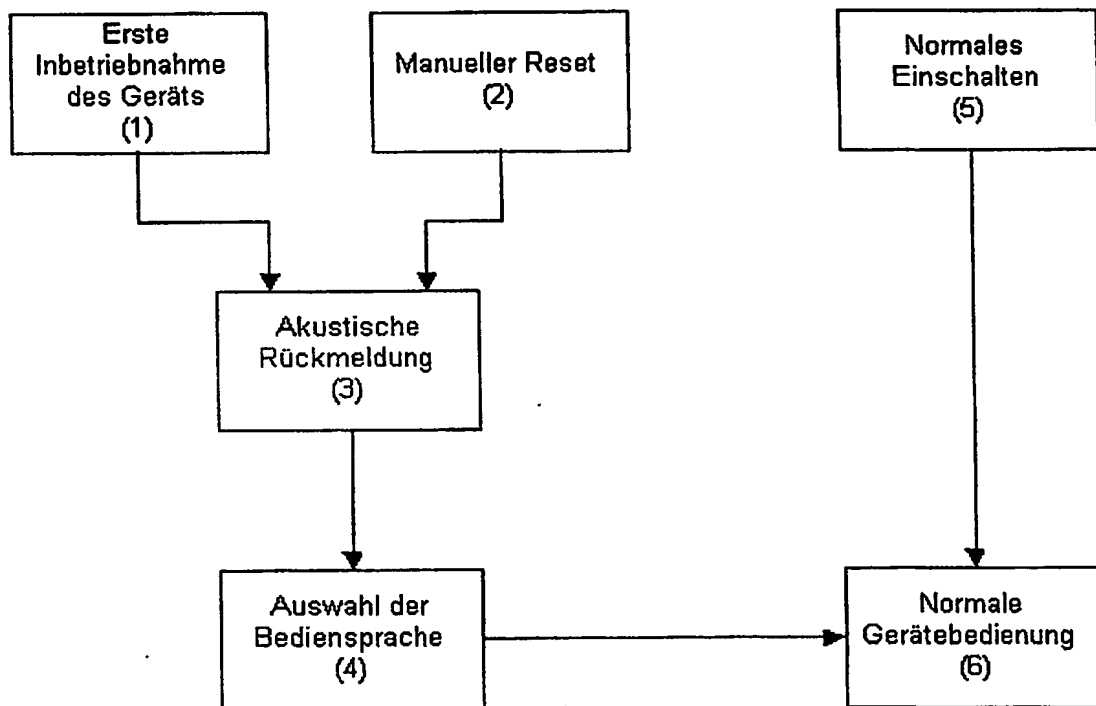 Erste
Inbetriebnahme
des Geräts
(1)
Manueller Reset
(2)
Normales
Einschalten
(5)
Akustische
Rückmeldung
(3)
Auswahl der
Bediensprache
(4)
Normale
Gerätebedienung
(6)